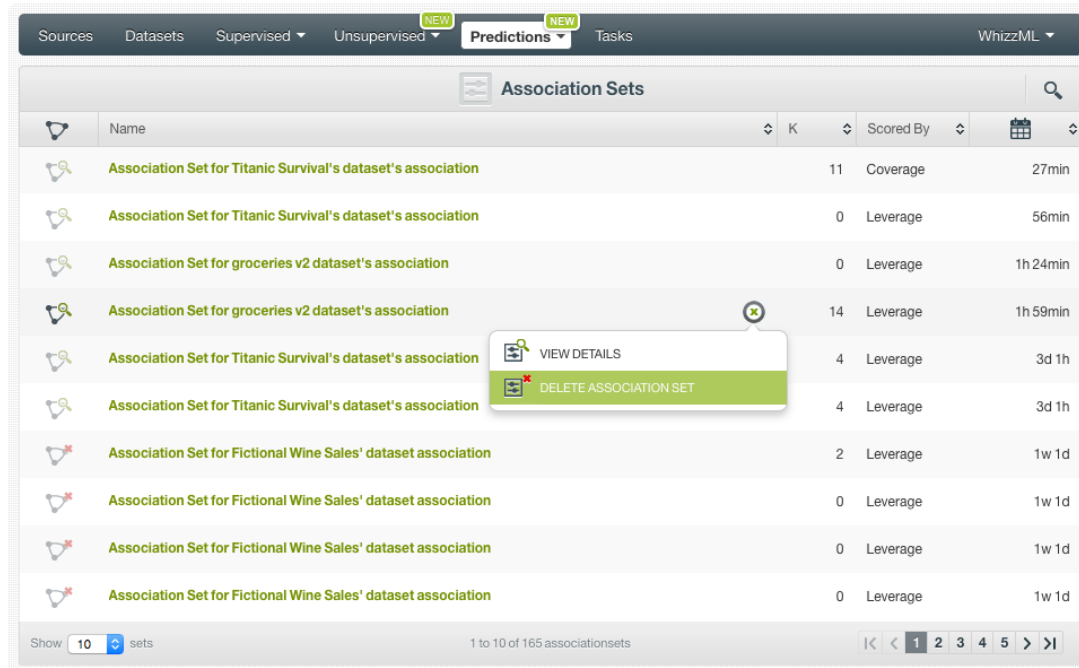 NEW NEW
Sources Datasets Supervised Unsupervised Predictions Tasks WhizzML
Association Sets
Name K Scored By
Association Set for Titanic Survival's dataset's association 11 Coverage 27min
Association Set for Titanic Survival's dataset's association 0 Leverage 56min
Association Set for groceries v2 dataset's association 0 Leverage 1h 24min
Association Set for groceries v2 dataset's association 14 Leverage 1h 59min
VIEW DETAILS
Association Set for Titanic Survival's dataset's association 4 Leverage 3d 1h
DELETE ASSOCIATION SET
Association Set for Titanic Survival's dataset's association 4 Leverage 3d 1h
Association Set for Fictional Wine Sales' dataset association 2 Leverage 1w 1d
Association Set for Fictional Wine Sales' dataset association 0 Leverage 1w 1d
Association Set for Fictional Wine Sales' dataset association 0 Leverage 1w 1d
Association Set for Fictional Wine Sales' dataset association 0 Leverage 1w 1d
Show 10 sets 1 to 10 of 165 associationsets 1 2 3 4 5